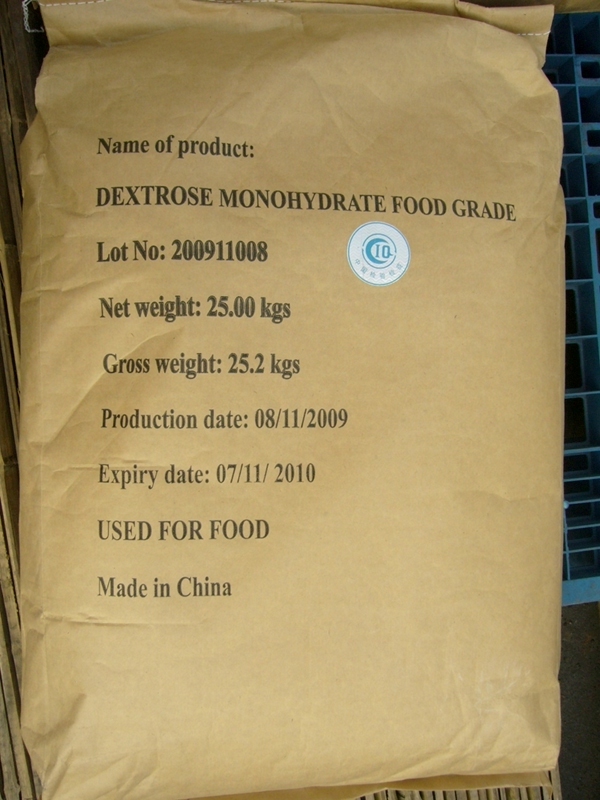 Name of product:
DEXTROSE MONOHYDRATE FOOD GRADE
Lot No: 200911008
CIQ
Net weight: 25.00 kgs
Gross weight: 25.2 kgs
Production date: 08/11/2009
Expiry date: 07/11/ 2010
USED FOR FOOD
Made in China